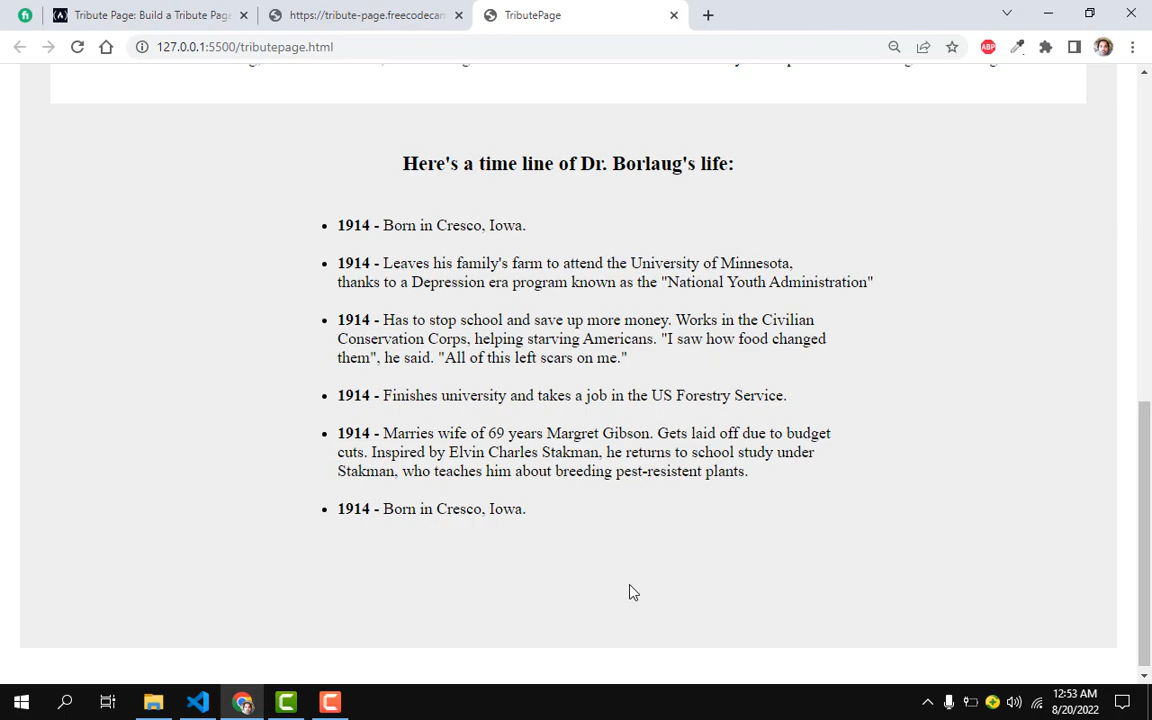 Tribute Page: Build a Tribute Page
https://tribute-page.freecodecam
TributePage
127.0.0.1:5500/tributepage.html
ABP
Here's a time line of Dr. Borlaug's life:
1914 - Born in Cresco, Iowa.
1914 - Leaves his family's farm to attend the University of Minnesota,
thanks to a Depression era program known as the "National Youth Administration"
1914 - Has to stop school and save up more money. Works in the Civilian
Conservation Corps, helping starving Americans. "I saw how food changed
them", he said. "All of this left scars on me."
1914 - Finishes university and takes a job in the US Forestry Service.
1914 - Marries wife of 69 years Margret Gibson. Gets laid off due to budget
cuts. Inspired by Elvin Charles Stakman, he returns to school study under
Stakman, who teaches him about breeding pest-resistent plants.
1914 - Born in Cresco, Iowa.
12:53 AM
8/20/2022